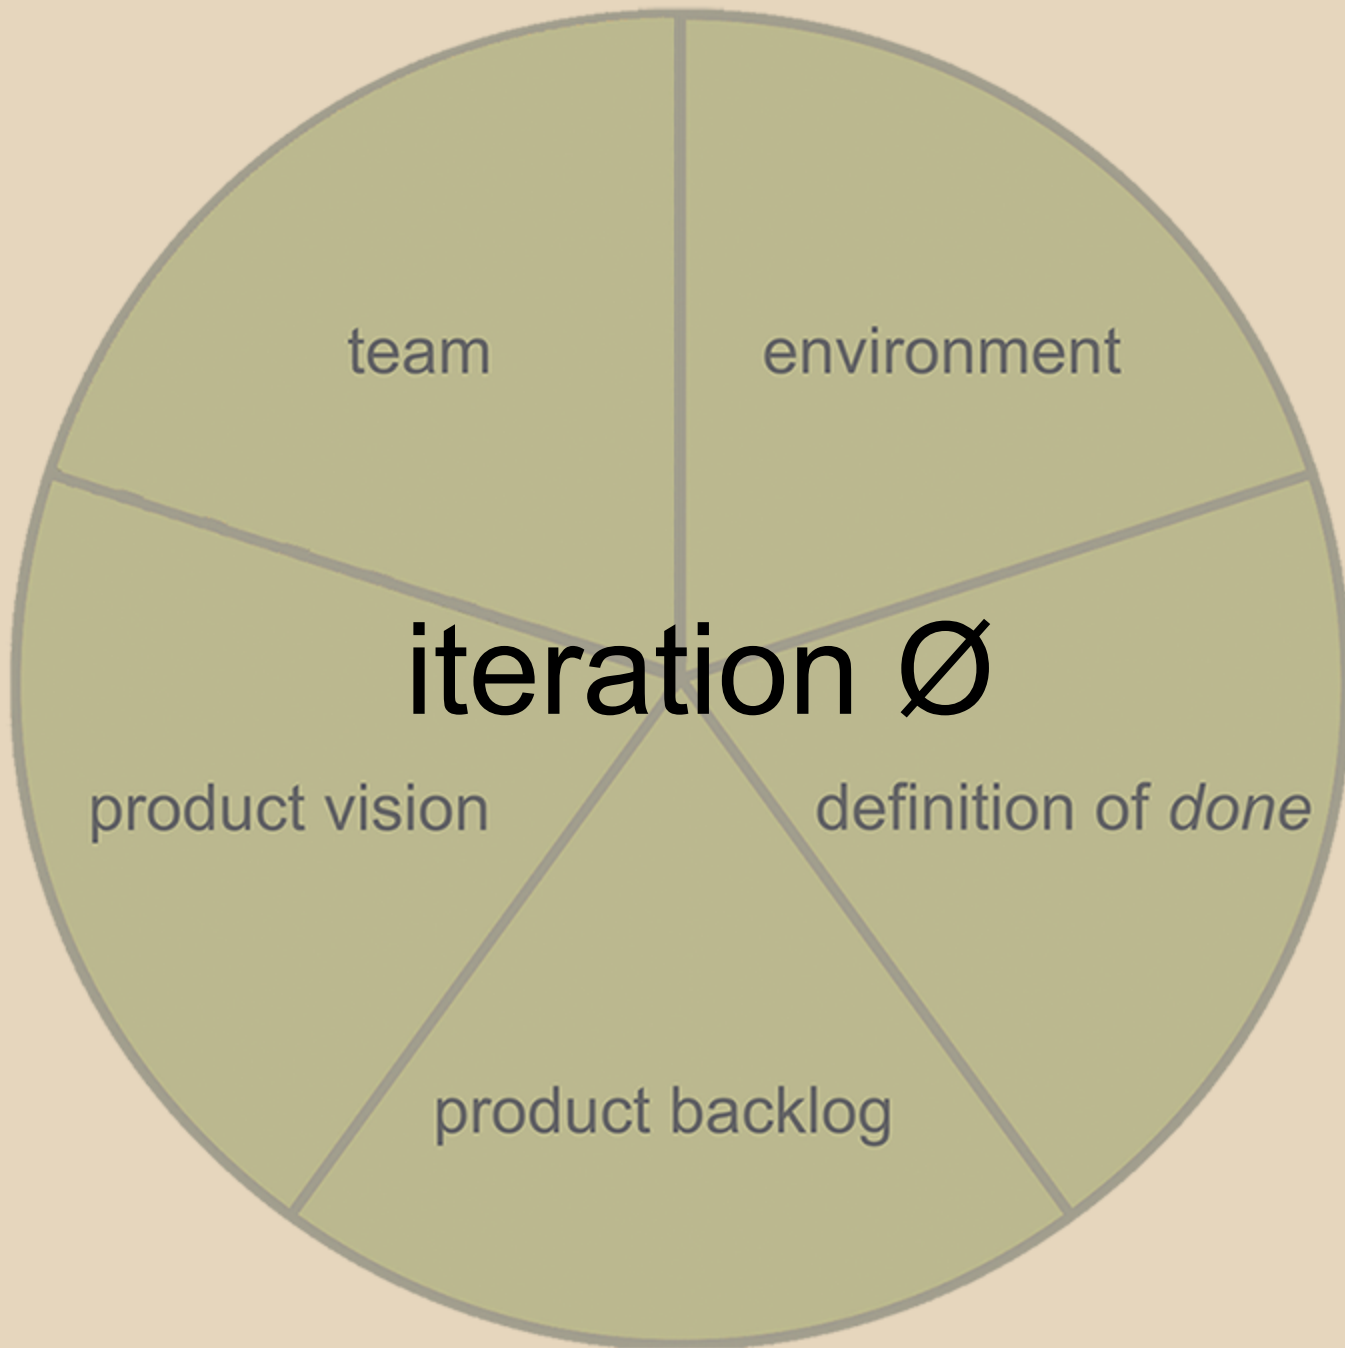 team
environment
iteration Ø
product vision
definition of done
product backlog